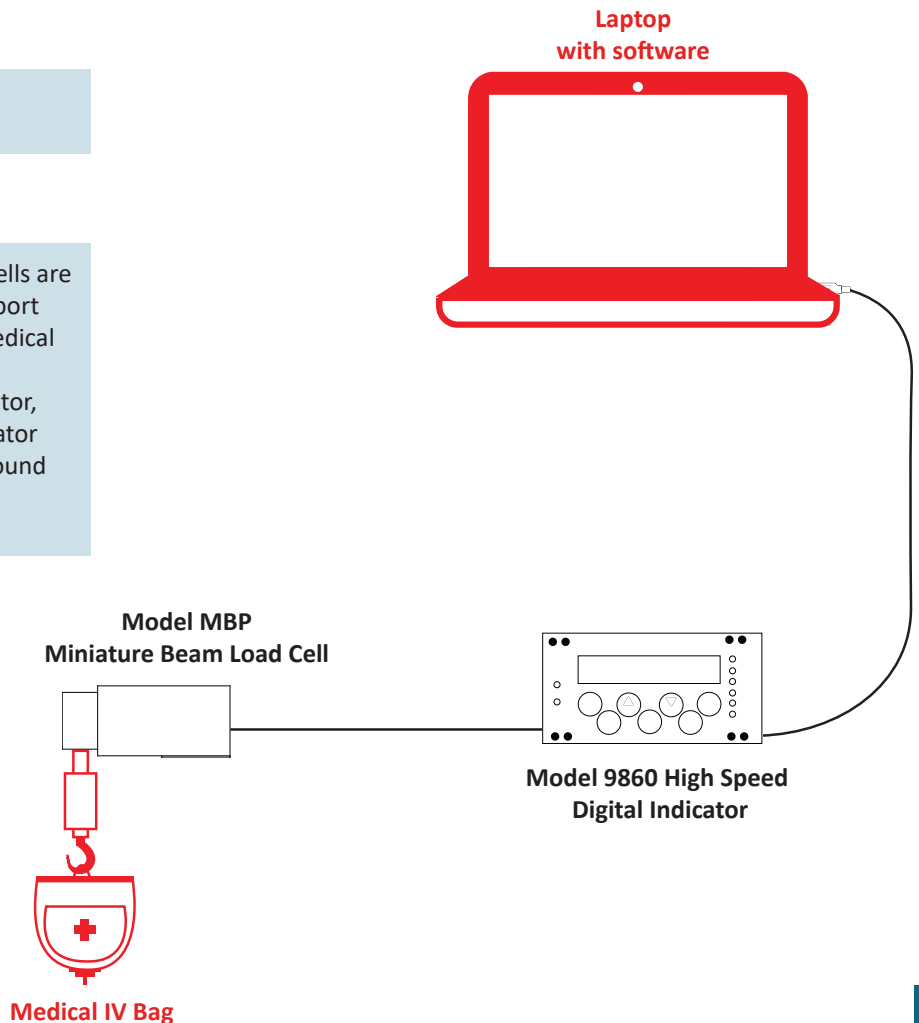 Laptop
with software
ells are
port
edical
tor,
ator
ound
Model MBP
Miniature Beam Load Cell
Model 9860 High Speed
Digital Indicator
Medical IV Bag